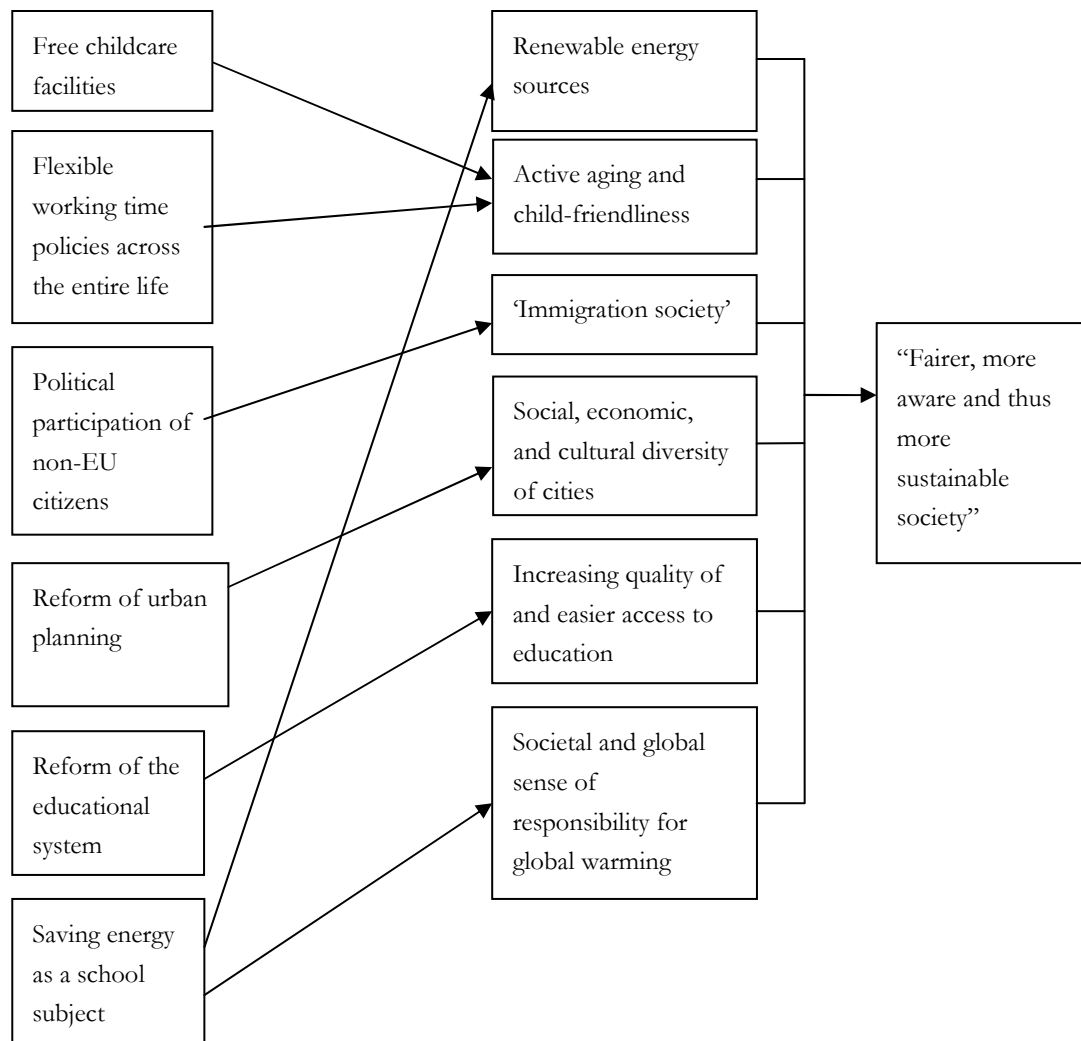 Free childcare
facilities
Flexible
working time
policies across
the entire life
Political
participation of
non-EU
citizens
Reform of urban
planning
Reform of the
educational
system
Saving energy
as a school
subject
Renewable energy
sources
Active aging and
child-friendliness
‘Immigration society’
Social, economic,
and cultural diversity
of cities
Increasing quality of
and easier access to
education
Societal and global
sense of
responsibility for
global warming
“Fairer, more
aware and thus
more
sustainable
society”